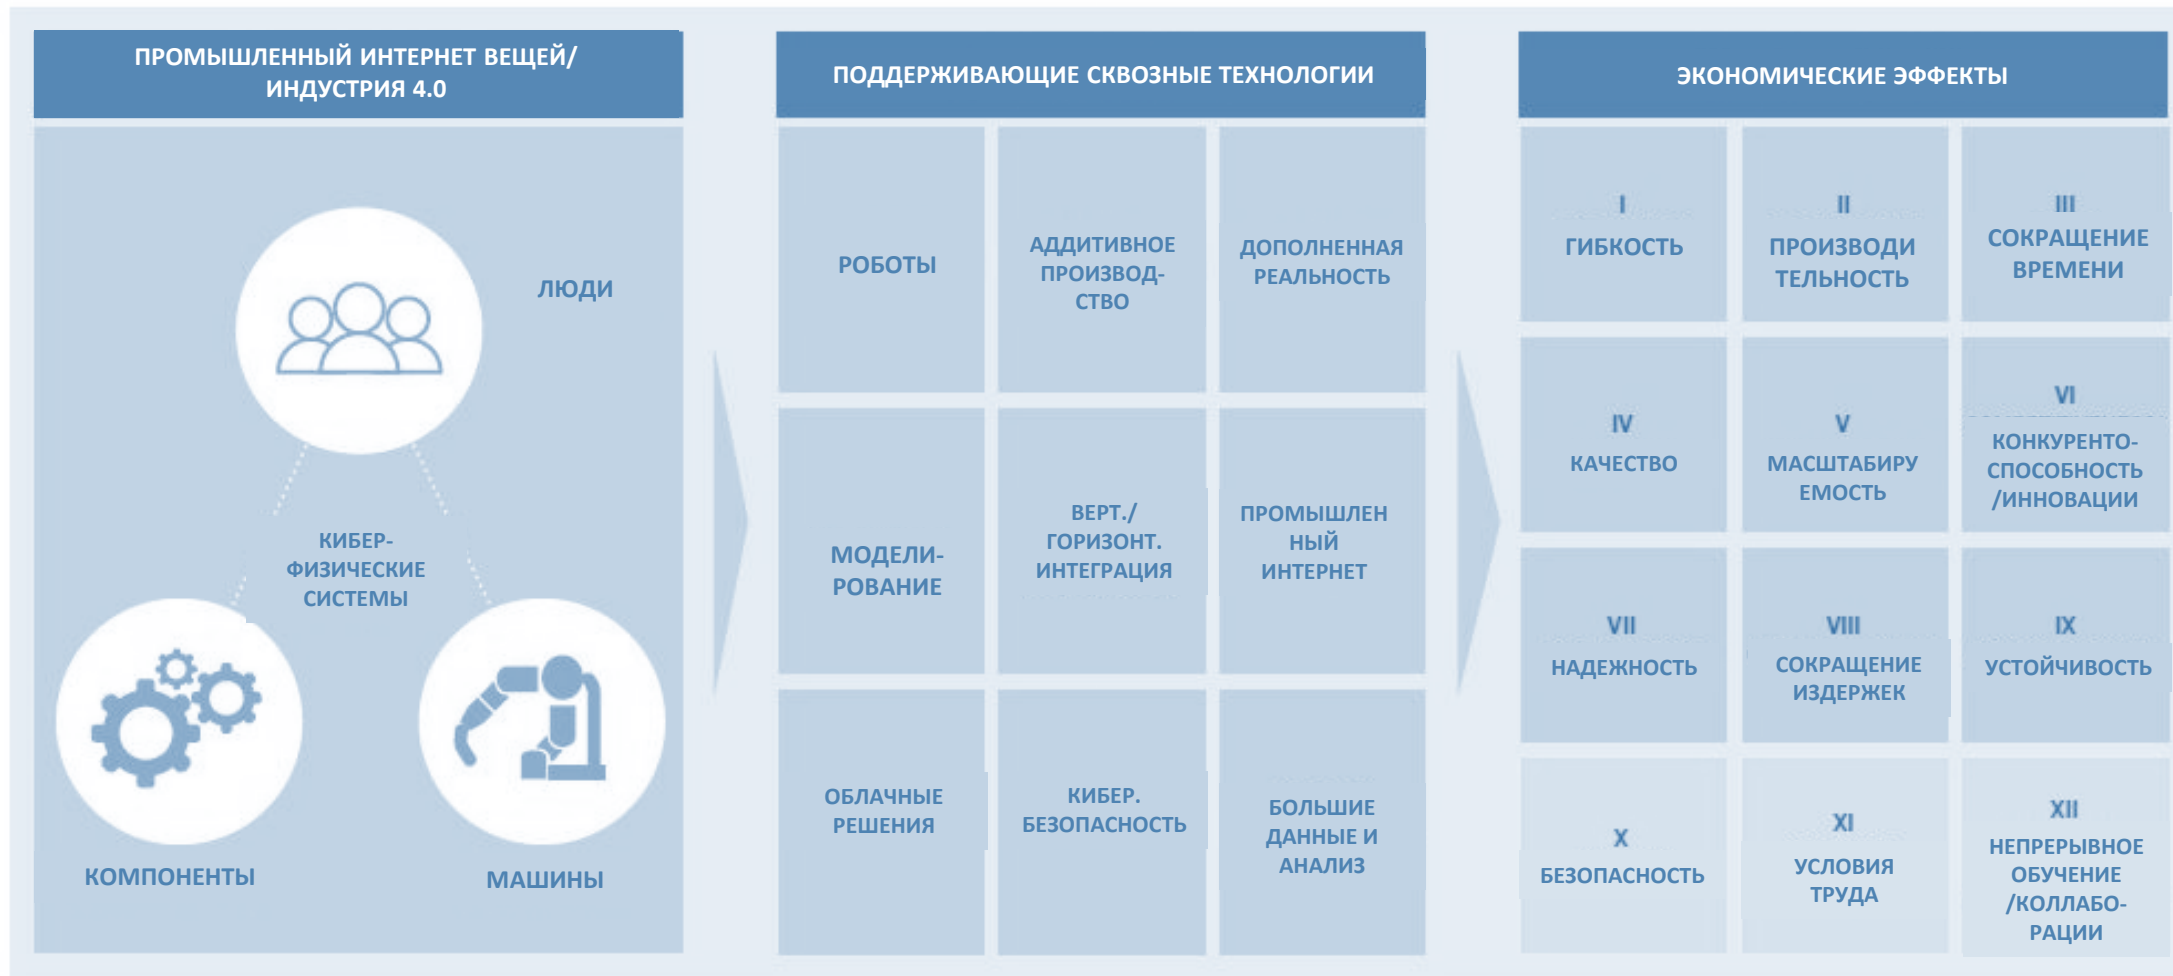 ПРОМЫШЛЕННЫЙ ИНТЕРНЕТ ВЕЩЕЙ/
ИНДУСТРИЯ 4.0
ЛЮДИ
КИБЕР-
ФИЗИЧЕСКИЕ
СИСТЕМЫ
КОМПОНЕНТЫ
МАШИНЫ
ПОДДЕРЖИВАЮЩИЕ СКВОЗНЫЕ ТЕХНОЛОГИИ
РОБОТЫ
АДДИТИВНОЕ
ПРОИЗВОД-
СТВО
ДОПОЛНЕННАЯ
РЕАЛЬНОСТЬ
МОДЕЛИ-
РОВАНИЕ
ВЕРТ./
ГОРИЗОНТ.
ИНТЕГРАЦИЯ
ПРОМЫШЛЕН
НЫЙ
ИНТЕРНЕТ
ОБЛАЧНЫЕ
РЕШЕНИЯ
КИБЕР.
БЕЗОПАСНОСТЬ
БОЛЬШИЕ
ДАННЫЕ И
АНАЛИЗ
ЭКОНОМИЧЕСКИЕ ЭФФЕКТЫ
I
ГИБКОСТЬ
II
ПРОИЗВОДИ
ТЕЛЬНОСТЬ
III
СОКРАЩЕНИЕ
ВРЕМЕНИ
IV
КАЧЕСТВО
V
МАСШТАБИРУ
ЕМОСТЬ
VI
КОНКУРЕНТО-
СПОСОБНОСТЬ
/ИННОВАЦИИ
VII
НАДЕЖНОСТЬ
VIII
СОКРАЩЕНИЕ
ИЗДЕРЖЕК
IX
УСТОЙЧИВОСТЬ
X
БЕЗОПАСНОСТЬ
XI
УСЛОВИЯ
ТРУДА
XII
НЕПРЕРЫВНОЕ
ОБУЧЕНИЕ
/КОЛЛАБО-
РАЦИИ